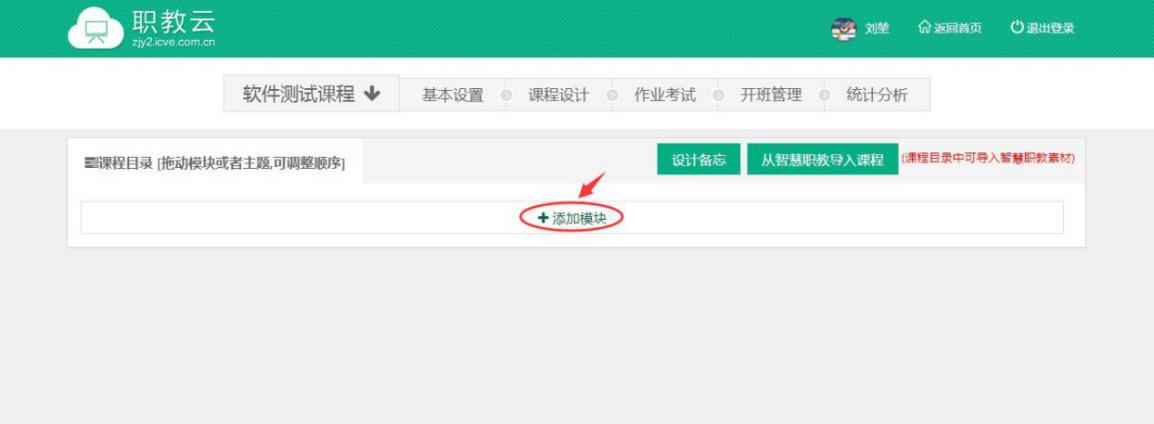 职教云
zjy2.icve.com.cn
刘堃 返回首页 退出登录
软件测试课程 基本设置 课程设计 作业考试 开班管理 统计分析
课程目录 [拖动模块或者主题,可调整顺序] 设计备忘 从智慧职教导入课程 (课程目录中可导入智慧职教素材)
+ 添加模块